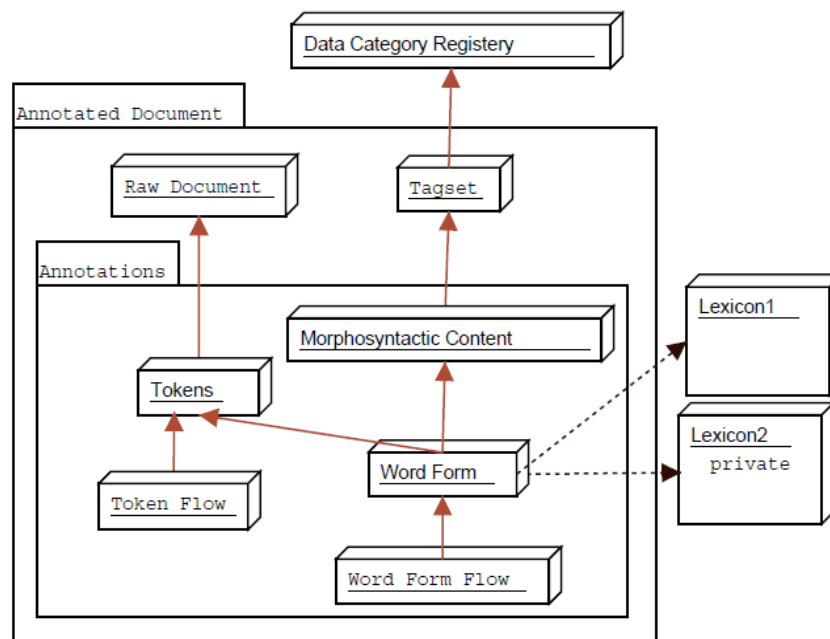 Data Category Registery
Annotated Document
Raw Document
Tagset
Annotations
Lexicon1
Morphosyntactic Content
Tokens
Lexicon2
private
Word Form
Token Flow
Word Form Flow